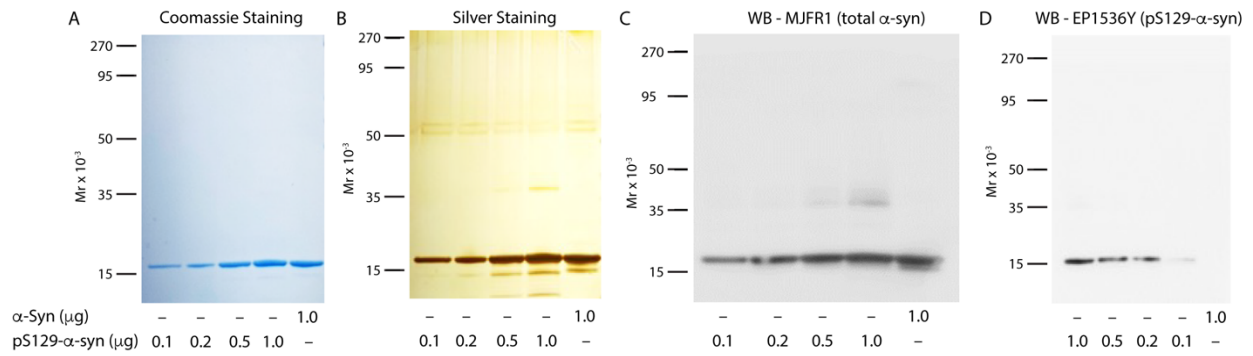 A Coomassie Staining
270
95
50
35
15
Mr x 10-3
B Silver Staining
270
95
50
35
15
Mr x 10-3
C WB - MJFR1 (total α-syn)
270
95
50
35
15
Mr x 10-3
D WB - EP1536Y (pS129-α-syn)
270
95
50
35
15
Mr x 10-3
α-Syn (µg) – – – – 1.0 – – – – 1.0 – – – – 1.0 – – – – 1.0
pS129-α-syn (µg) 0.1 0.2 0.5 1.0 – 0.1 0.2 0.5 1.0 – 0.1 0.2 0.5 1.0 – 1.0 0.5 0.2 0.1 –